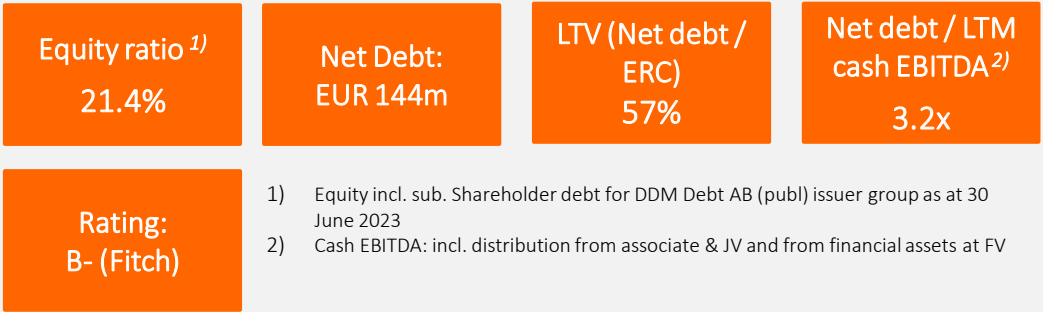 Equity ratio 1)
21.4%
Net Debt:
EUR 144m
LTV (Net debt /
ERC)
57%
Net debt / LTM
cash EBITDA 2)
3.2x
Rating:
B- (Fitch)
1) Equity incl. sub. Shareholder debt for DDM Debt AB (publ) issuer group as at 30
June 2023
2) Cash EBITDA: incl. distribution from associate & JV and from financial assets at FV